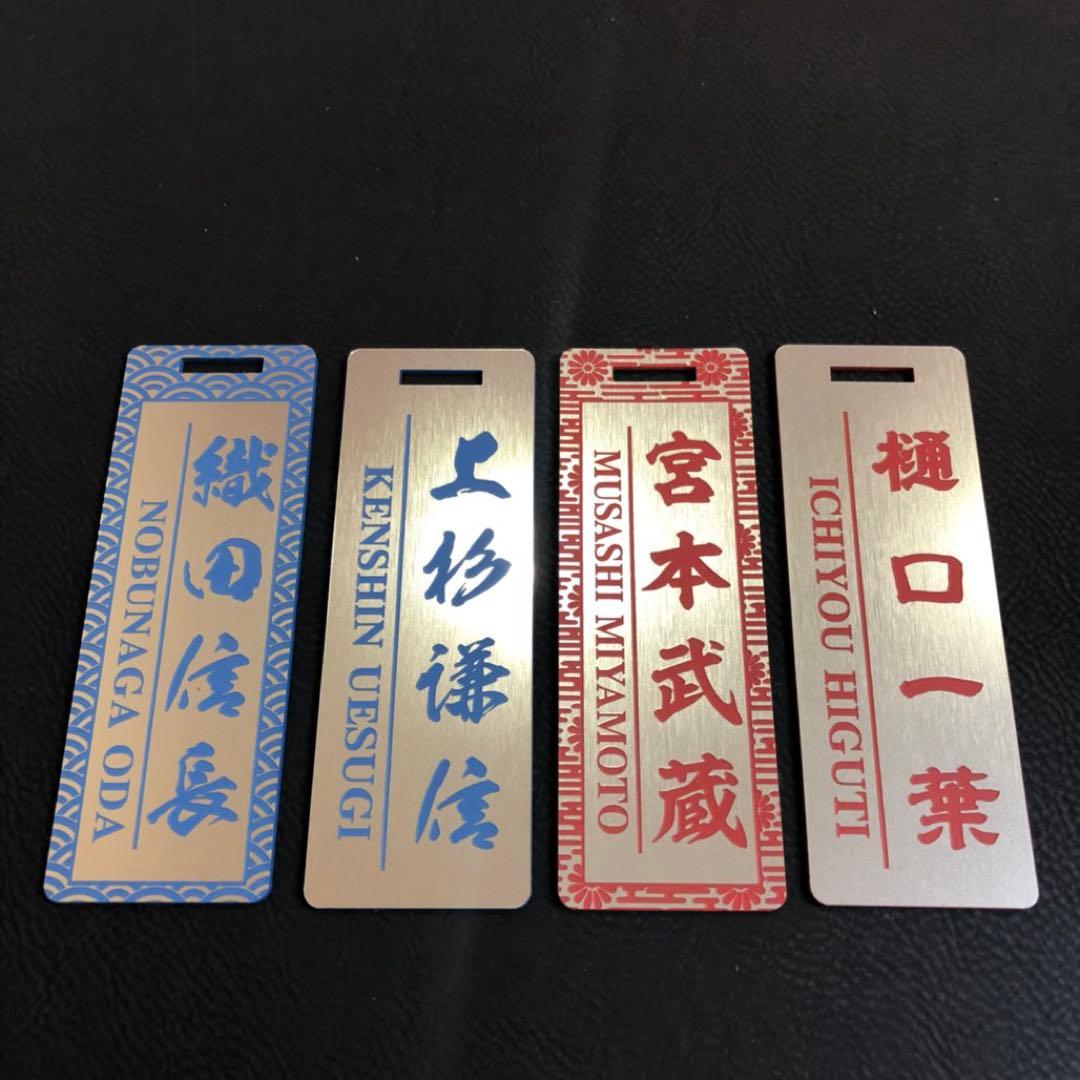 織田信長
NOBUNAGA ODA
上杉謙信
KENSHIN UESUGI
宮本武蔵
MUSASHI MIYAMOTO
樋口一葉
ICHIYOU HIGUTI